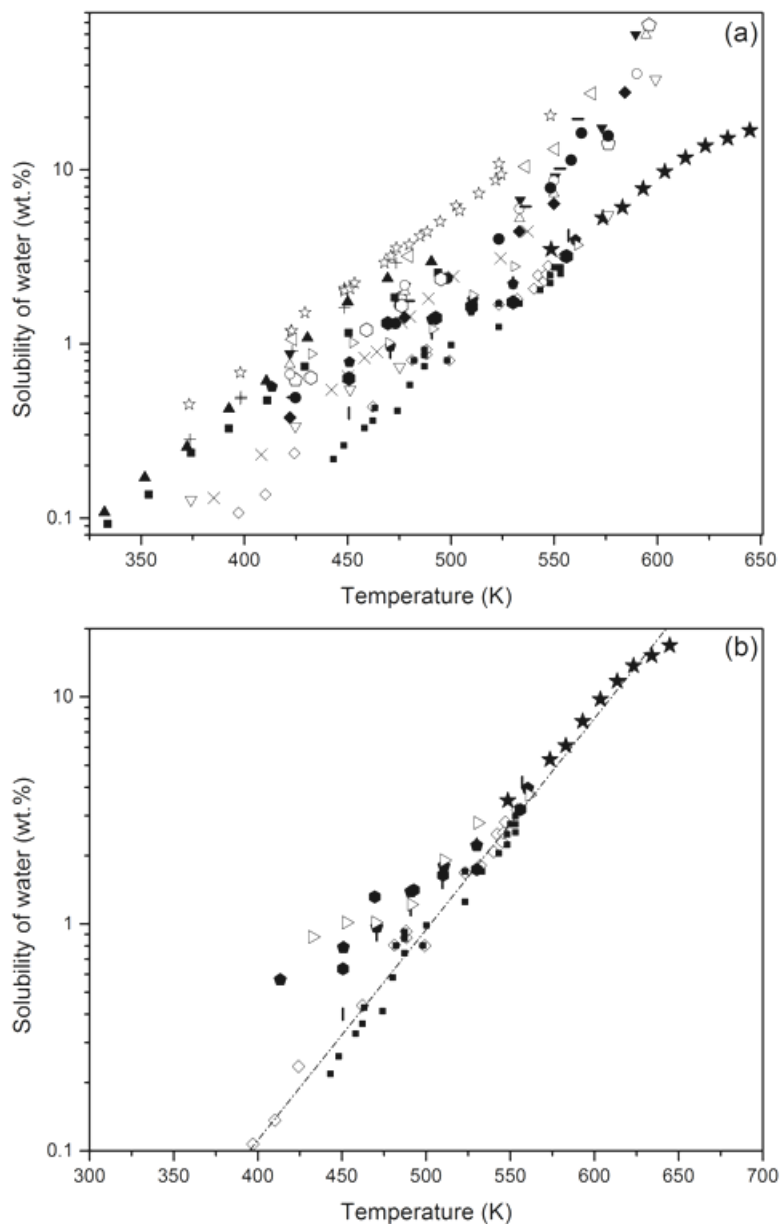 (a)
10
1
0.1
Solubility of water (wt.%)
350 400 450 500 550 600 650
Temperature (K)
(b)
10
1
0.1
Solubility of water (wt.%)
300 350 400 450 500 550 600 650 700
Temperature (K)